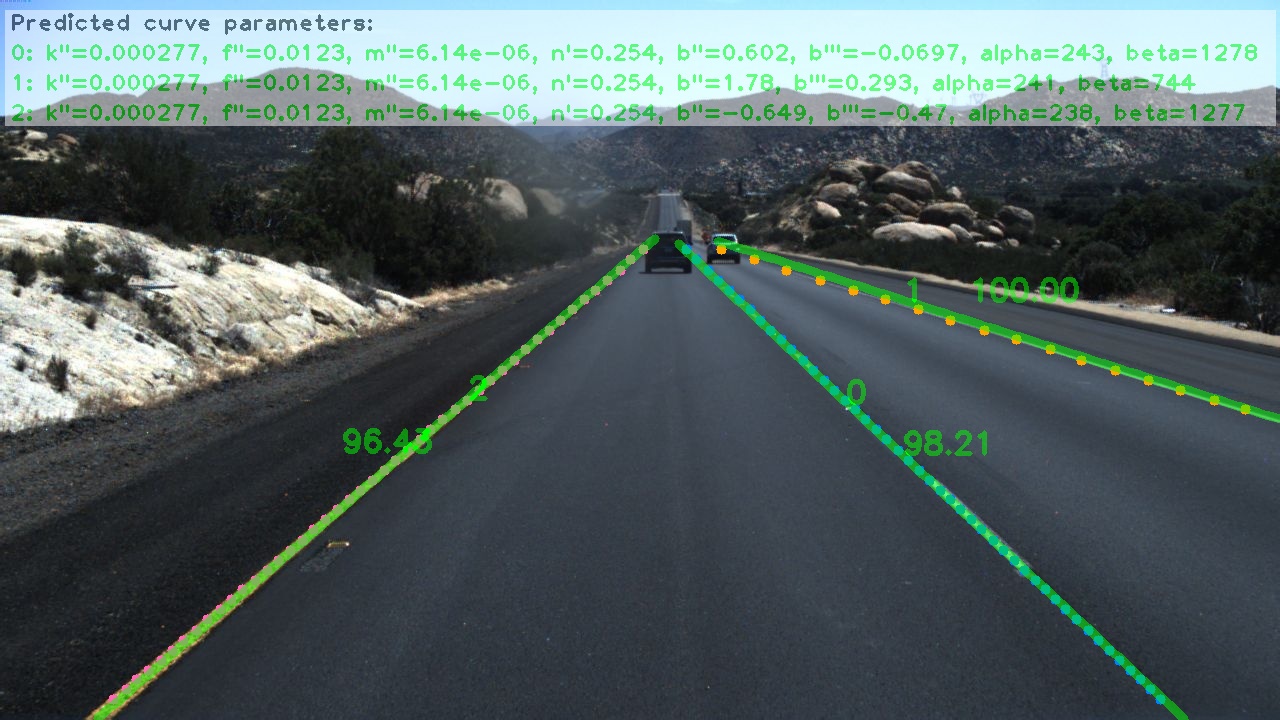 Predicted curve parameters:
0: k"=0.000277, f"=0.0123, m"=6.14e-06, n'=0.254, b"=0.602, b'"=-0.0697, alpha=243, beta=1278
1: k"=0.000277, f"=0.0123, m"=6.14e-06, n'=0.254, b"=1.78, b'"=0.293, alpha=241, beta=744
2: k"=0.000277, f"=0.0123, m"=6.14e-06, n'=0.254, b"=-0.649, b'"=-0.47, alpha=238, beta=1277
1 100.00
2 0
96.43 98.21